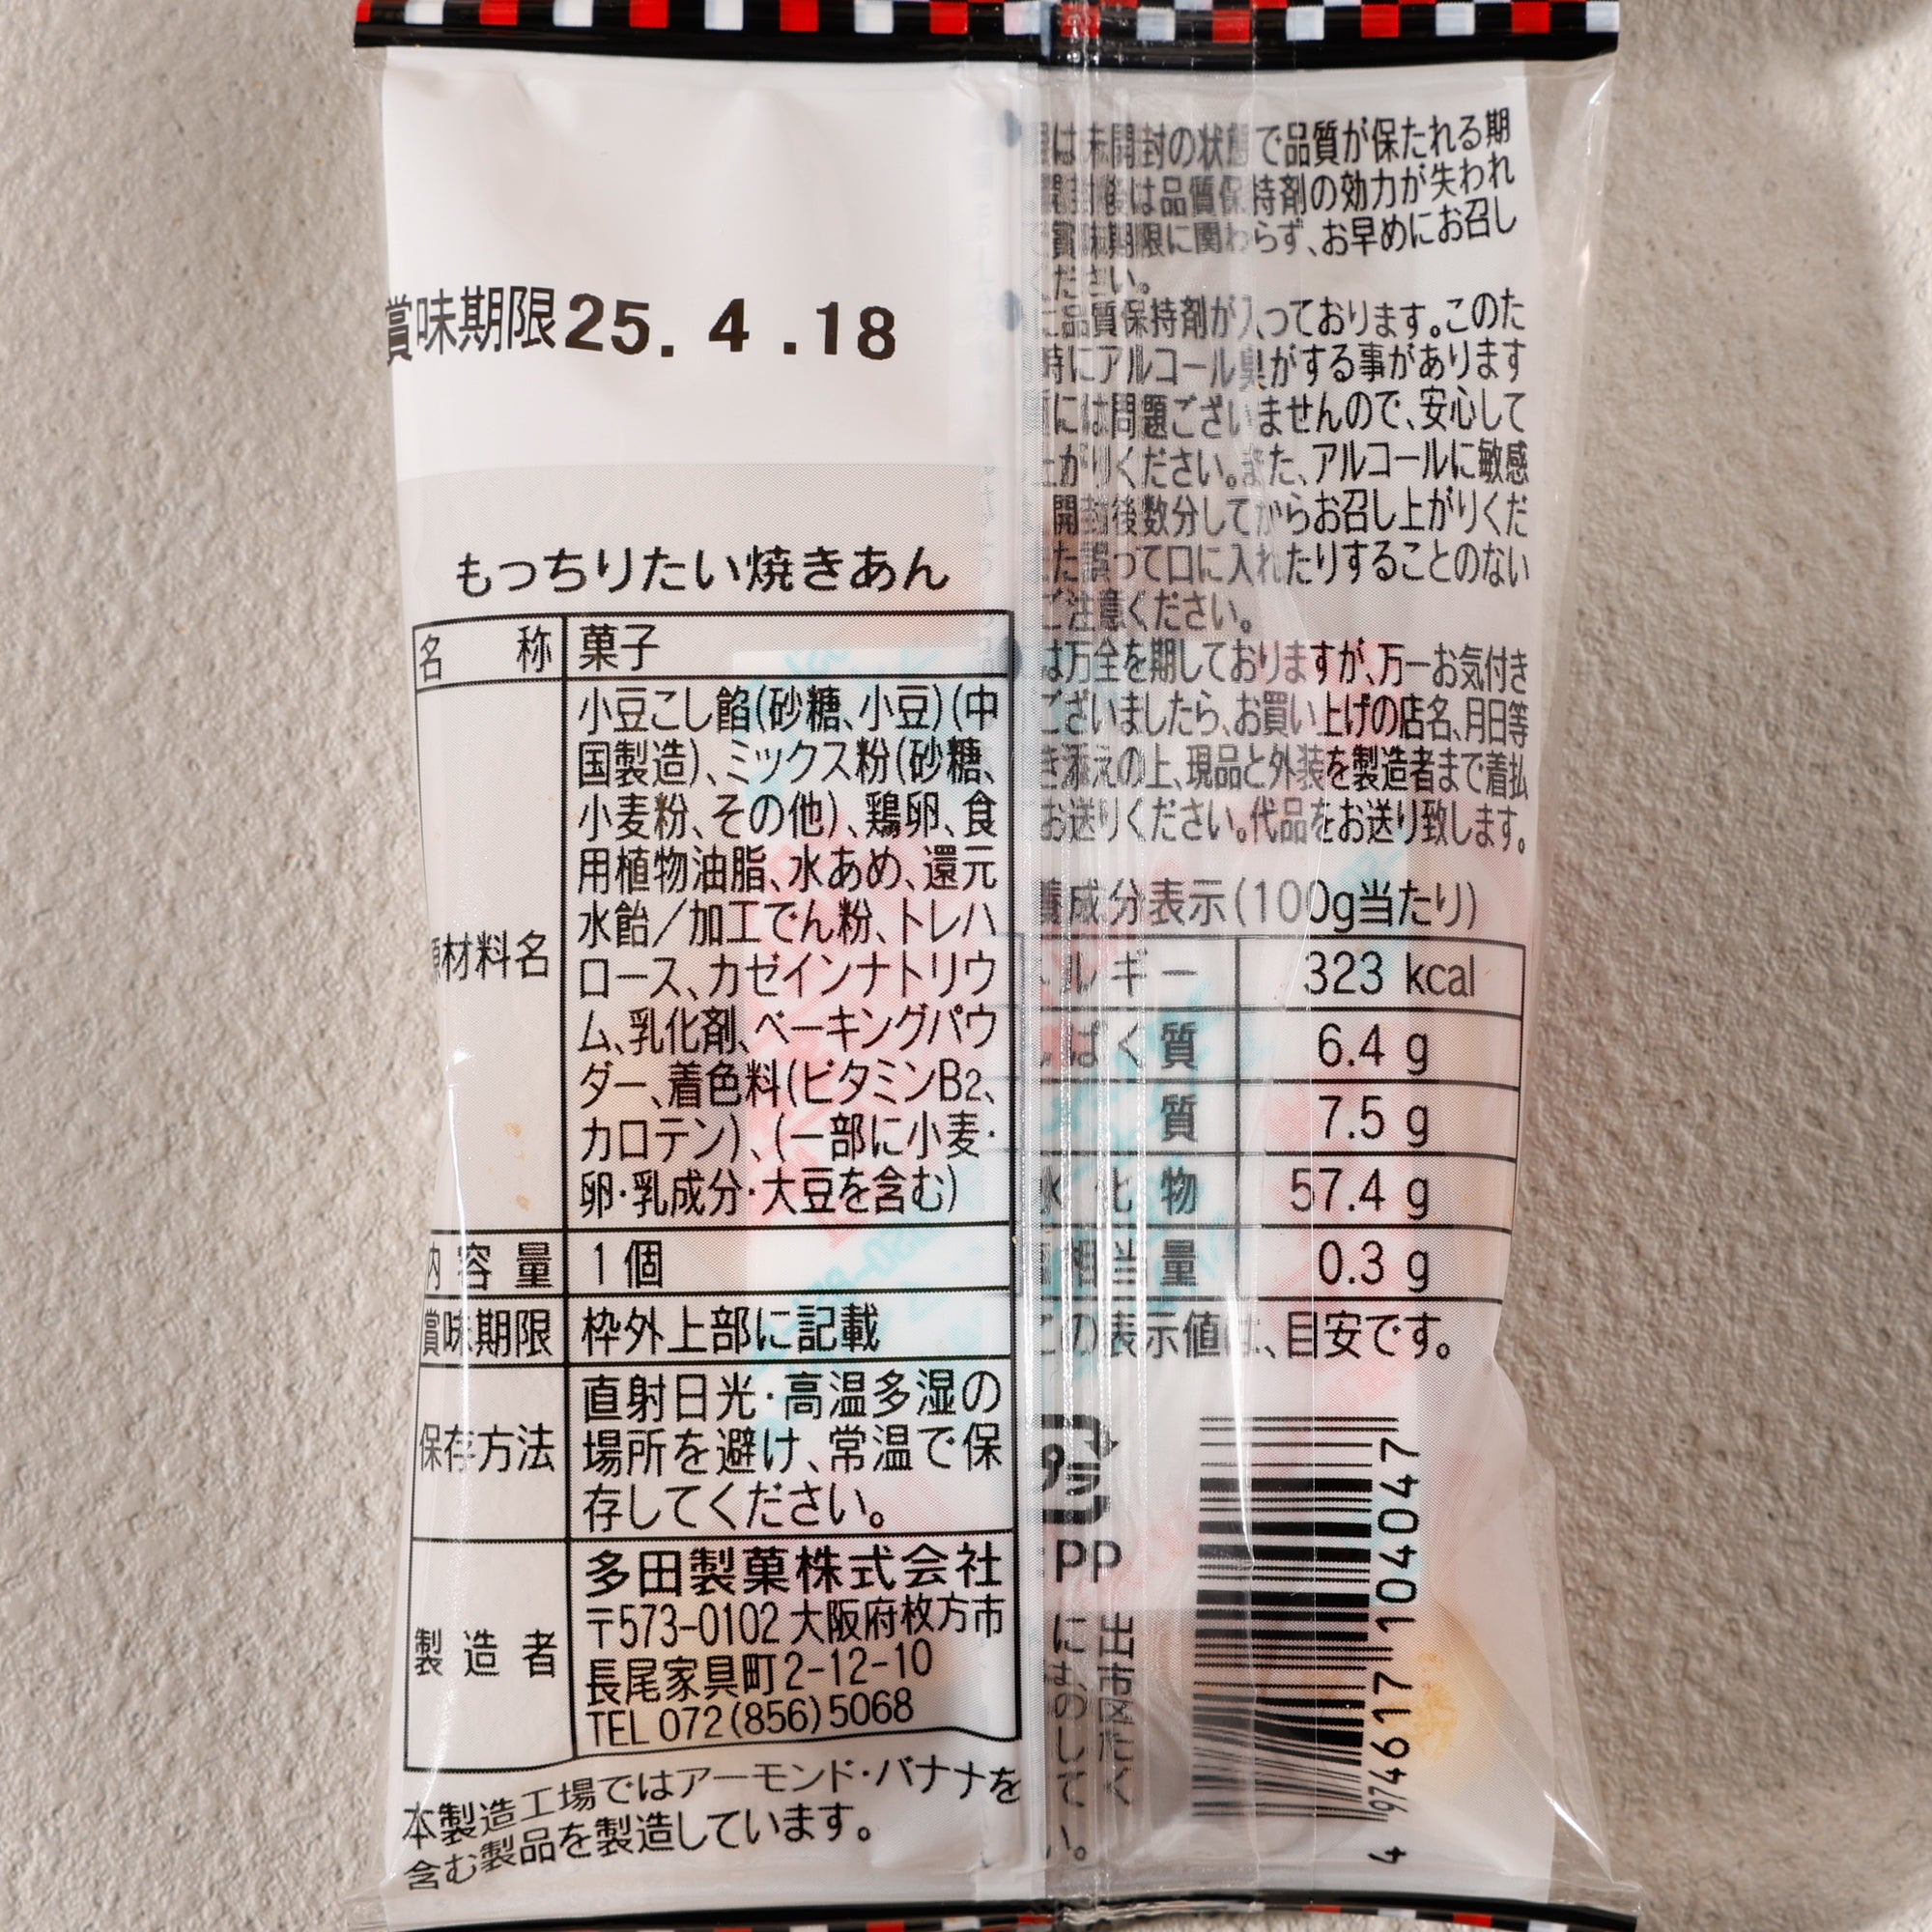 賞味期限25.4.18
もっちりたい焼きあん
名称 菓子
原材料名
小豆こし餡(砂糖、小豆)(中
国製造)、ミックス粉(砂糖、
小麦粉、その他)、鶏卵、食
用植物油脂、水あめ、還元
水飴/加工でん粉、トレハ
ロース、カゼインナトリウ
ム、乳化剤、ベーキングパウ
ダー、着色料(ビタミンB2、
カロテン)、(一部に小麦・
卵・乳成分・大豆を含む)
内容量 1個
賞味期限 枠外上部に記載
保存方法
直射日光・高温多湿の
場所を避け、常温で保
存してください。
製造者
多田製菓株式会社
〒573-0102 大阪府枚方市
長尾家具町2-12-10
TEL 072(856)5068
本製造工場ではアーモンド・バナナを
含む製品を製造しています。
は未開封の状態で品質が保たれる期
開封後は品質保持剤の効力が失われ
賞味期限に関わらず、お早めにお召し
ください。
に品質保持剤が入っております。このた
時にアルコール臭がする事があります
には問題ございませんので、安心して
上がりください。また、アルコールに敏感
開封後数分してからお召し上がりくだ
た誤って口に入れたりすることのない
ご注意ください。
は万全を期しておりますが、万一お気付き
ございましたら、お買い上げの店名、月日等
き添えの上、現品と外装を製造者まで着払
お送りください。代品をお送り致します。
養成分表示(100g当たり)
ルギー 323 kcal
ぱく質 6.4 g
質 7.5 g
水化物 57.4 g
相当量 0.3 g
この表示値は、目安です。
PP
4 974617 104047